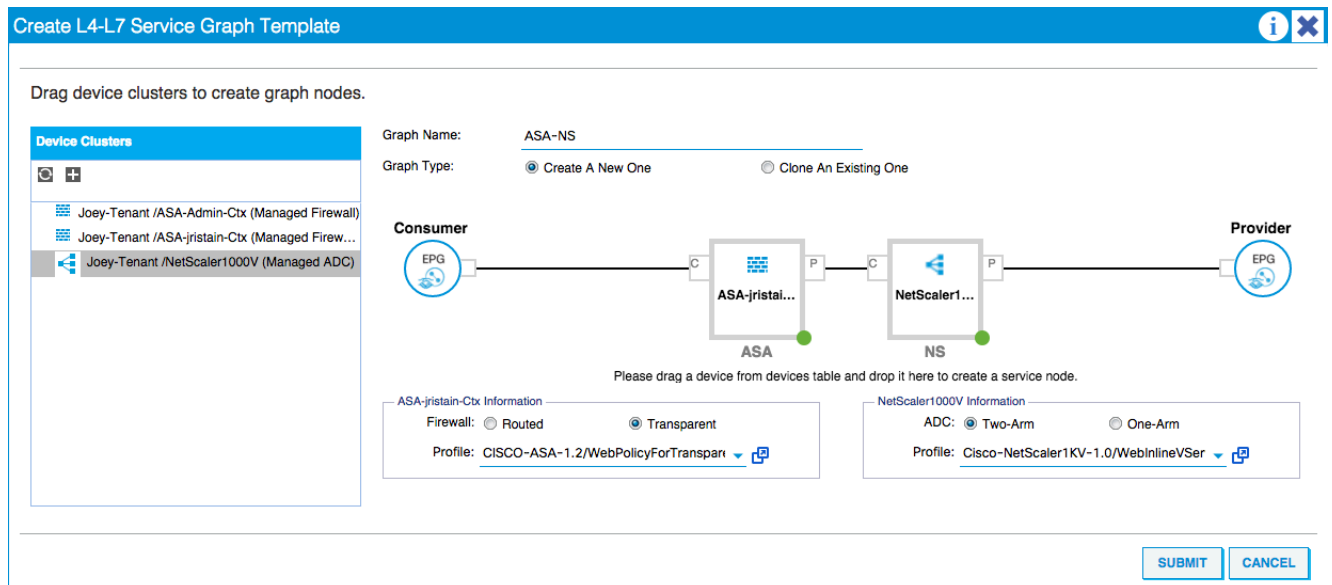 Create L4-L7 Service Graph Template
Drag device clusters to create graph nodes.
Device Clusters
Joey-Tenant /ASA-Admin-Ctx (Managed Firewall)
Joey-Tenant /ASA-jristain-Ctx (Managed Firew...
Joey-Tenant /NetScaler1000V (Managed ADC)
Graph Name: ASA-NS
Graph Type: Create A New One Clone An Existing One
Consumer
Provider
EPG
C
ASA-jristai...
P
ASA
C
NetScaler1...
P
NS
EPG
Please drag a device from devices table and drop it here to create a service node.
ASA-jristain-Ctx Information
Firewall: Routed Transparent
Profile: CISCO-ASA-1.2/WebPolicyForTranspare
NetScaler1000V Information
ADC: Two-Arm One-Arm
Profile: Cisco-NetScaler1KV-1.0/WebInlineVSer
SUBMIT CANCEL